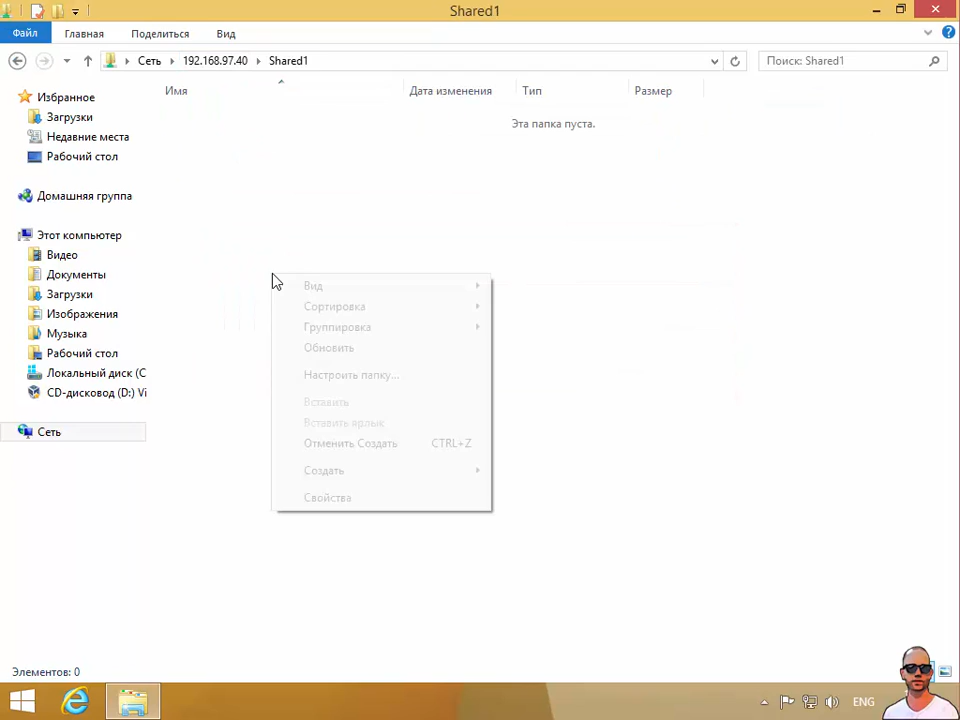 Shared1
Файл Главная Поделиться Вид
Сеть 192.168.97.40 Shared1
Поиск: Shared1
Имя Дата изменения Тип Размер
Эта папка пуста.
Избранное
Загрузки
Недавние места
Рабочий стол
Домашняя группа
Этот компьютер
Видео
Документы
Загрузки
Изображения
Музыка
Рабочий стол
Локальный диск (C
CD-дисковод (D:) Vi
Сеть
Вид
Сортировка
Группировка
Обновить
Настроить папку...
Вставить
Вставить ярлык
Отменить Создать CTRL+Z
Создать
Свойства
Элементов: 0
ENG